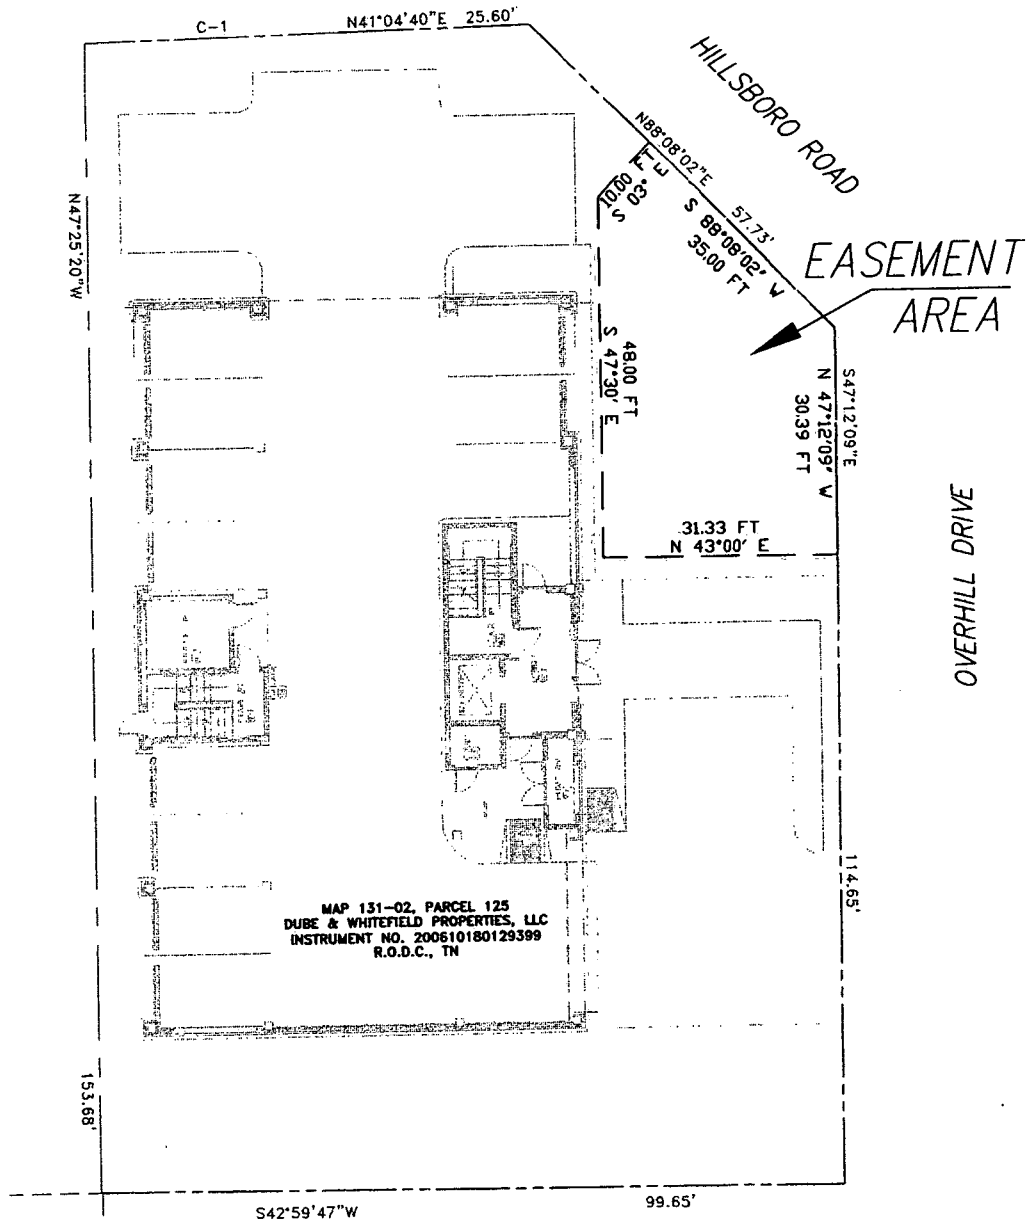 C-1
N41°04'40"E 25.60'
HILLSBORO ROAD
N88°08'02"E
57.73'
10.00 FT
S 03° E
S 88°08'02" W
35.00 FT
EASEMENT
AREA
N47°25'20"W
48.00 FT
S 47°30' E
S47°12'09"E
N 47°12'09" W
30.39 FT
31.33 FT
N 43°00' E
OVERHILL DRIVE
114.65'
MAP 131-02, PARCEL 125
DUBE & WHITEFIELD PROPERTIES, LLC
INSTRUMENT NO. 200610180129399
R.O.D.C., TN
153.68'
S42°59'47"W
99.65'